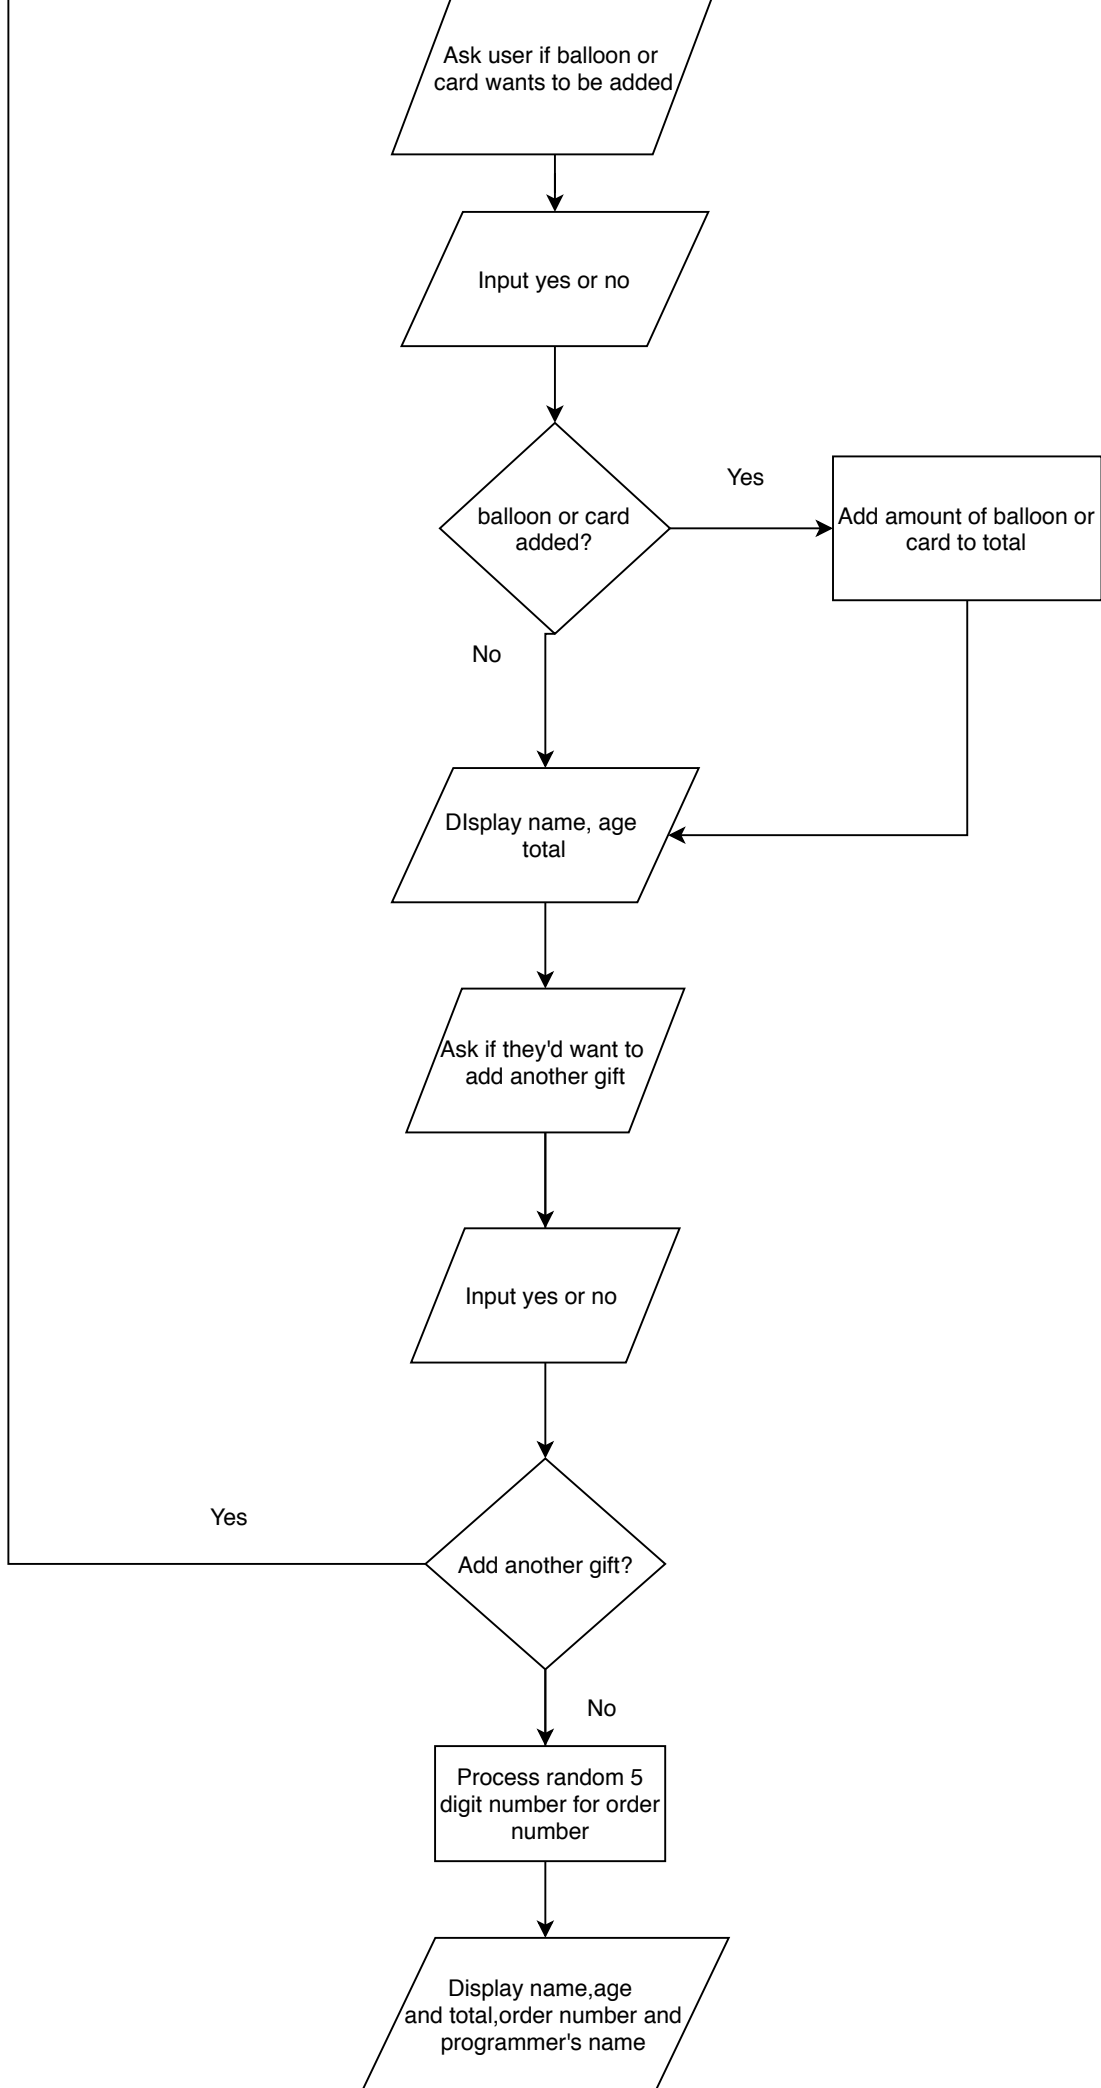 Ask user if balloon or
card wants to be added
Input yes or no
balloon or card
added?
Yes
Add amount of balloon or
card to total
No
DIsplay name, age
total
Ask if they'd want to
add another gift
Input yes or no
Yes
Add another gift?
No
Process random 5
digit number for order
number
Display name,age
and total,order number and
programmer's name